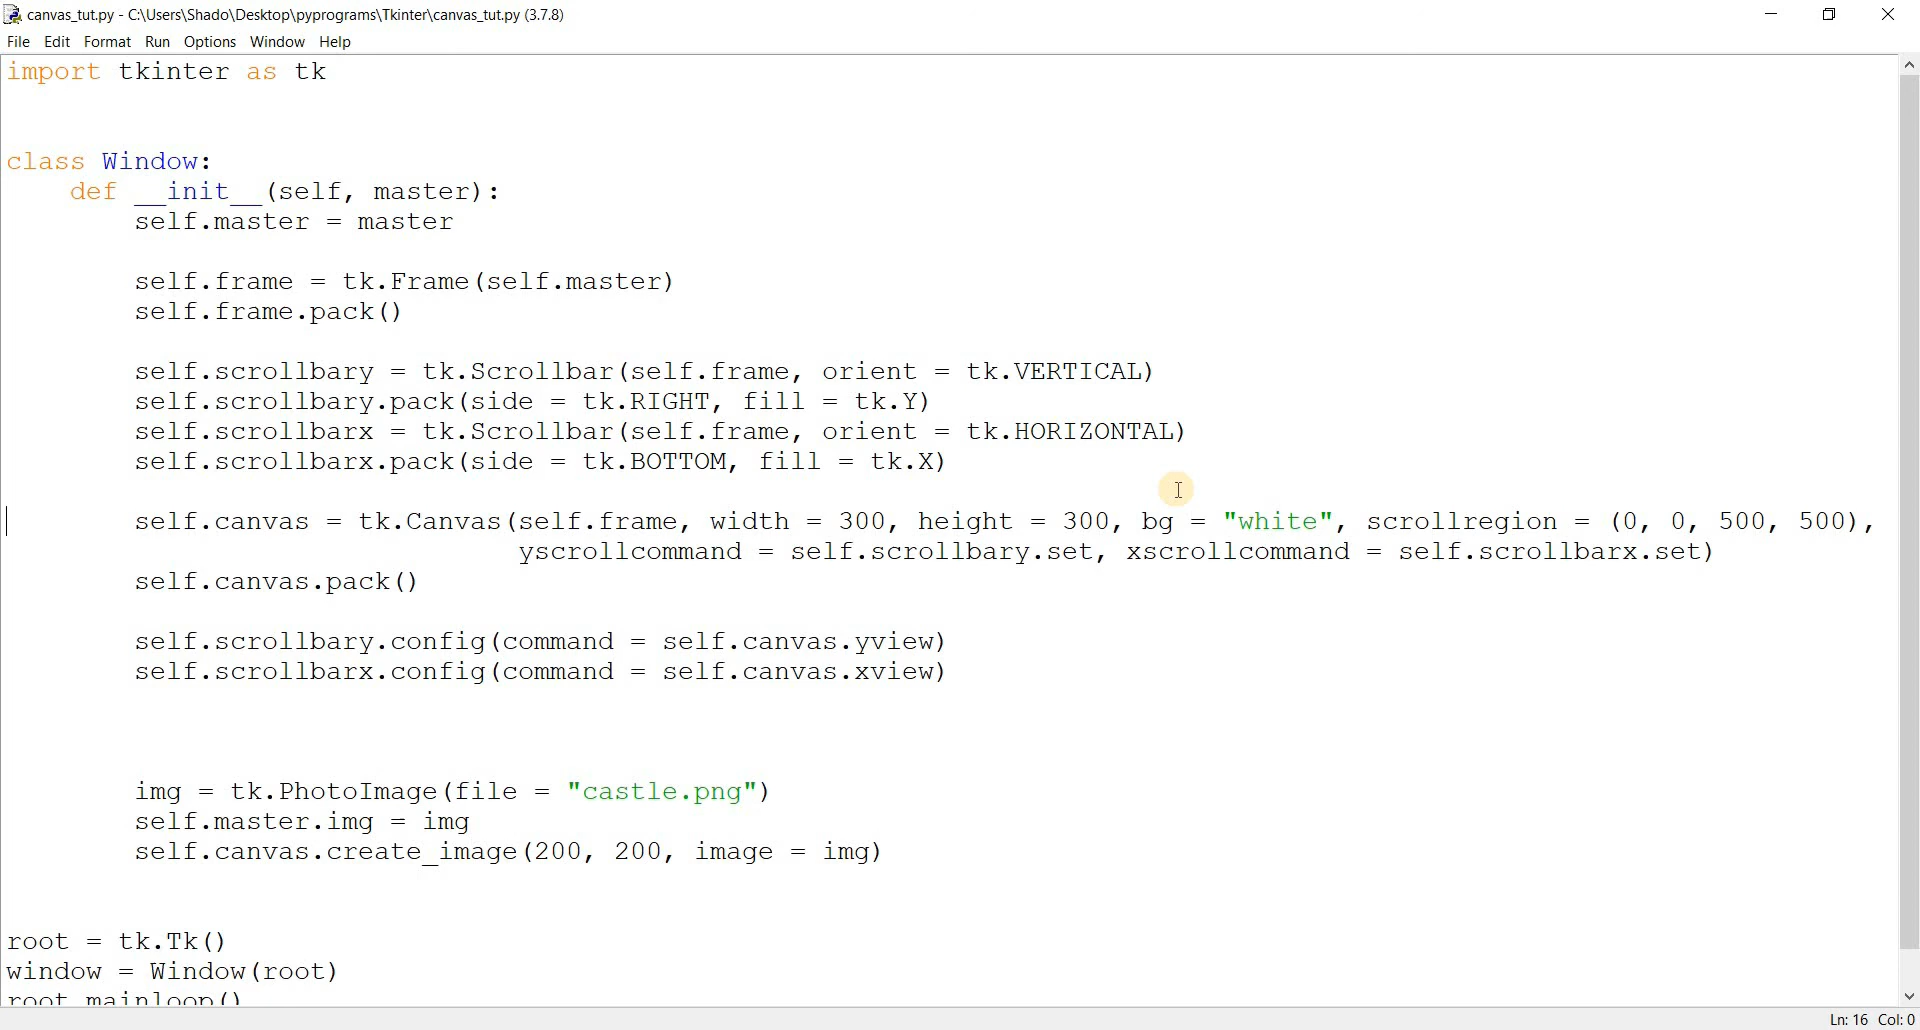 canvas_tut.py - C:\Users\Shado\Desktop\pyprograms\Tkinter\canvas_tut.py (3.7.8)
File Edit Format Run Options Window Help
import tkinter as tk
class Window:
    def __init__(self, master):
        self.master = master
        self.frame = tk.Frame(self.master)
        self.frame.pack()
        self.scrollbary = tk.Scrollbar(self.frame, orient = tk.VERTICAL)
        self.scrollbary.pack(side = tk.RIGHT, fill = tk.Y)
        self.scrollbarx = tk.Scrollbar(self.frame, orient = tk.HORIZONTAL)
        self.scrollbarx.pack(side = tk.BOTTOM, fill = tk.X)
        self.canvas = tk.Canvas(self.frame, width = 300, height = 300, bg = "white", scrollregion = (0, 0, 500, 500),
                                yscrollcommand = self.scrollbary.set, xscrollcommand = self.scrollbarx.set)
        self.canvas.pack()
        self.scrollbary.config(command = self.canvas.yview)
        self.scrollbarx.config(command = self.canvas.xview)
        img = tk.PhotoImage(file = "castle.png")
        self.master.img = img
        self.canvas.create_image(200, 200, image = img)
root = tk.Tk()
window = Window(root)
root.mainloop()
Ln: 16 Col: 0